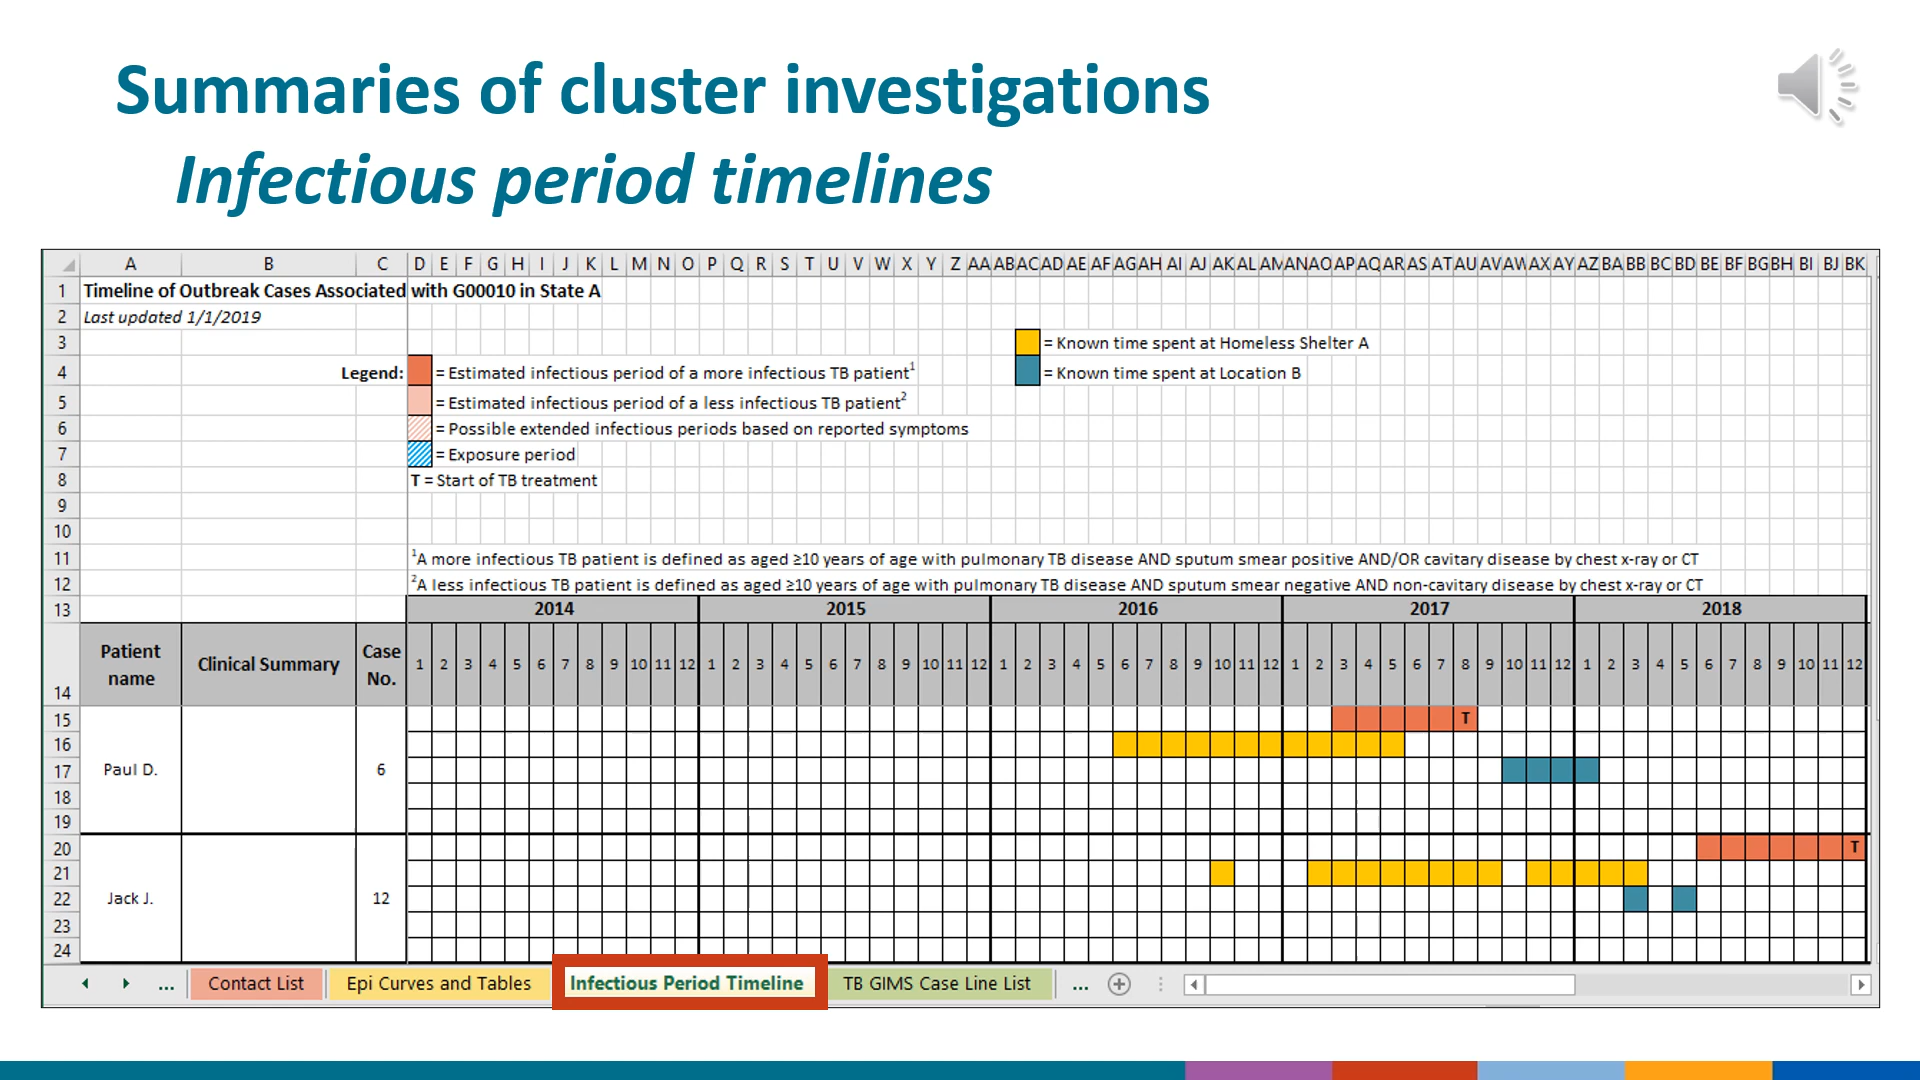 Summaries of cluster investigations
Infectious period timelines
A B C D E F G H I J K L M N O P Q R S T U V W X Y Z AA AB AC AD AE AF AG AH AI AJ AK AL AM AN AO AP AQ AR AS AT AU AV AW AX AY AZ BA BB BC BD BE BF BG BH BI BJ BK
1 Timeline of Outbreak Cases Associated with G00010 in State A
2 Last updated 1/1/2019
3 = Known time spent at Homeless Shelter A
4 Legend: = Estimated infectious period of a more infectious TB patient1 = Known time spent at Location B
5 = Estimated infectious period of a less infectious TB patient2
6 = Possible extended infectious periods based on reported symptoms
7 = Exposure period
8 T = Start of TB treatment
9
10
11 1A more infectious TB patient is defined as aged ≥10 years of age with pulmonary TB disease AND sputum smear positive AND/OR cavitary disease by chest x-ray or CT
12 2A less infectious TB patient is defined as aged ≥10 years of age with pulmonary TB disease AND sputum smear negative AND non-cavitary disease by chest x-ray or CT
13 2014 2015 2016 2017 2018
Patient name Clinical Summary Case No. 1 2 3 4 5 6 7 8 9 10 11 12 1 2 3 4 5 6 7 8 9 10 11 12 1 2 3 4 5 6 7 8 9 10 11 12 1 2 3 4 5 6 7 8 9 10 11 12 1 2 3 4 5 6 7 8 9 10 11 12
14
15 T
16
17 Paul D. 6
18
19
20 T
21
22 Jack J. 12
23
24
... Contact List Epi Curves and Tables Infectious Period Timeline TB GIMS Case Line List ...